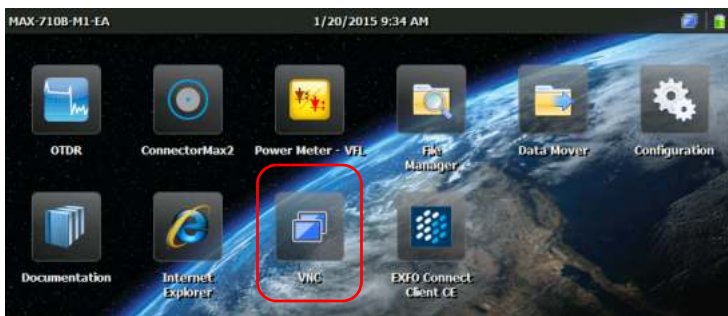 MAX-710B-M1-EA 1/20/2015 9:34 AM
OTDR ConnectorMax2 Power Meter - VFL File Manager Data Mover Configuration
Documentation Internet Explorer VNC EXFO Connect Client CE